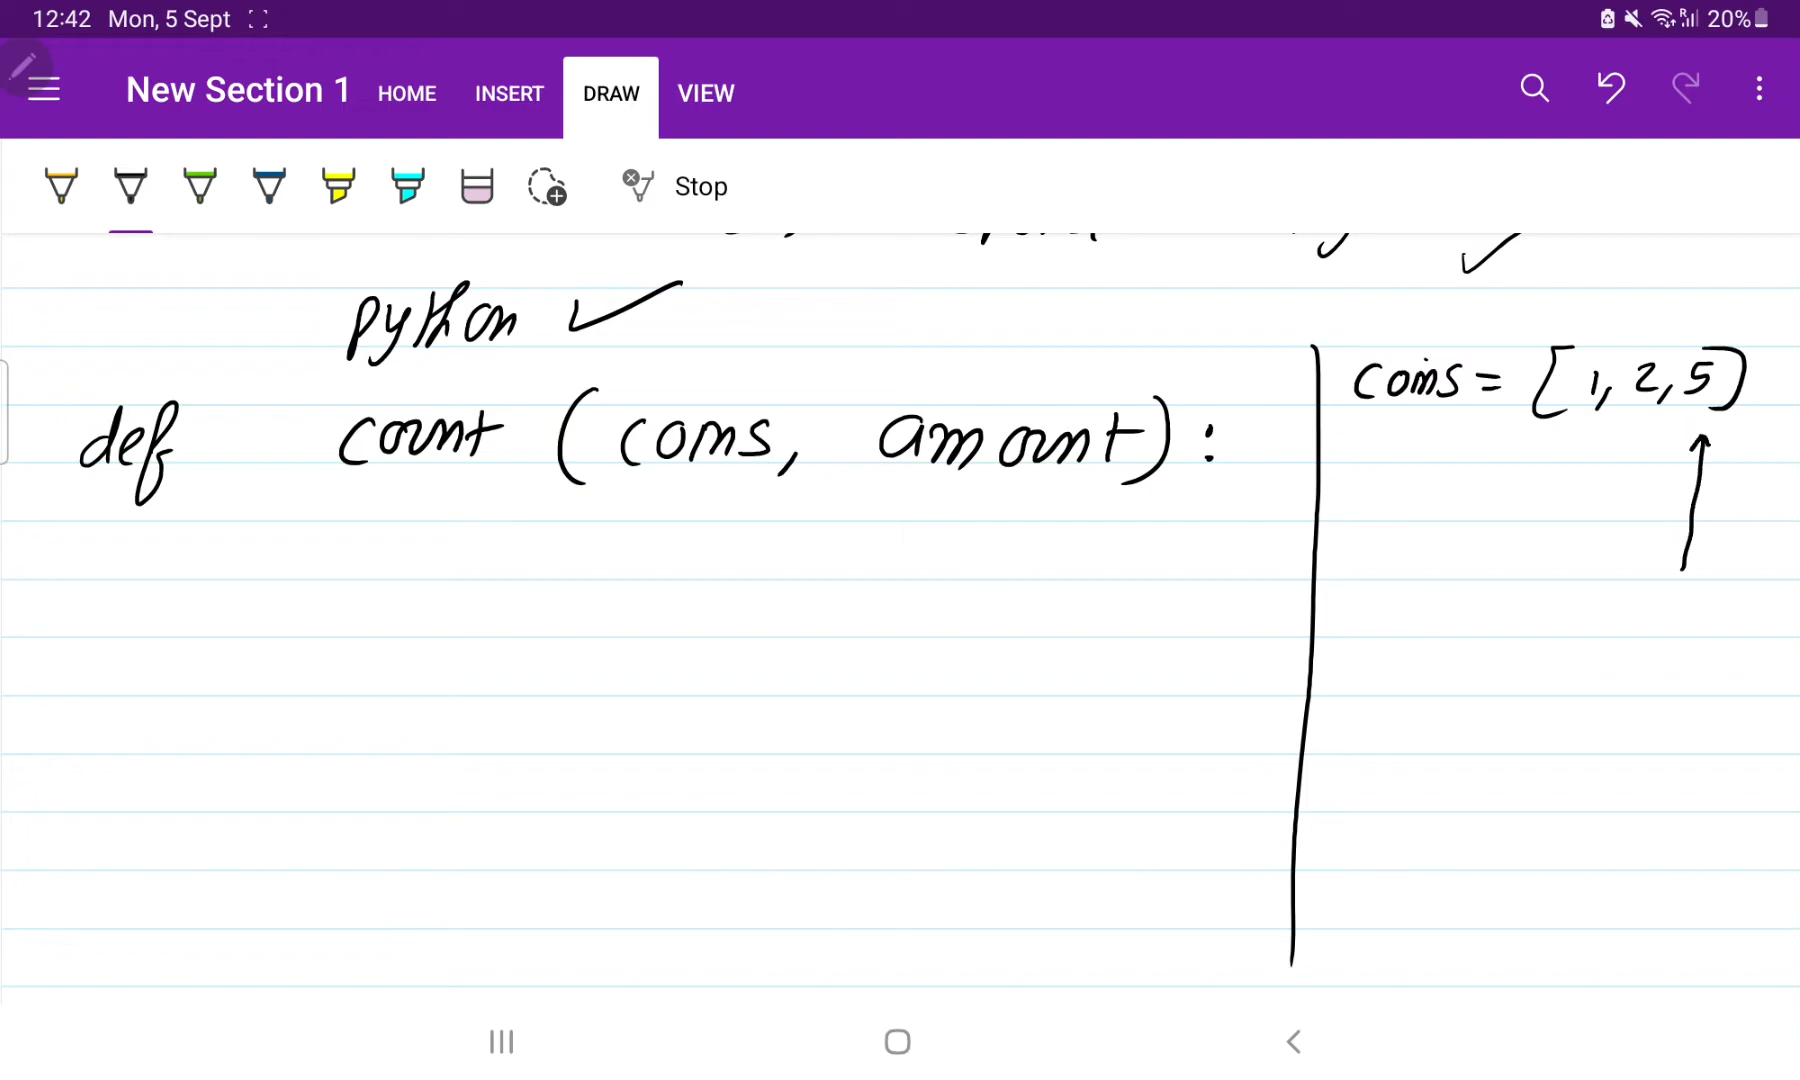 12:42 Mon, 5 Sept 20%
New Section 1 HOME INSERT DRAW VIEW
Stop
python
coins = [1, 2, 5]
def count (coins, amount):